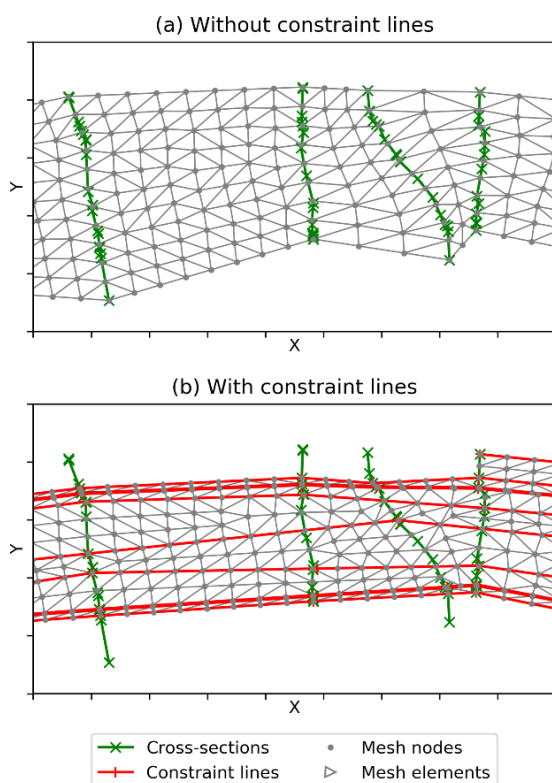 (a) Without constraint lines
Y
X
(b) With constraint lines
Y
X
Cross-sections
Mesh nodes
Constraint lines
Mesh elements